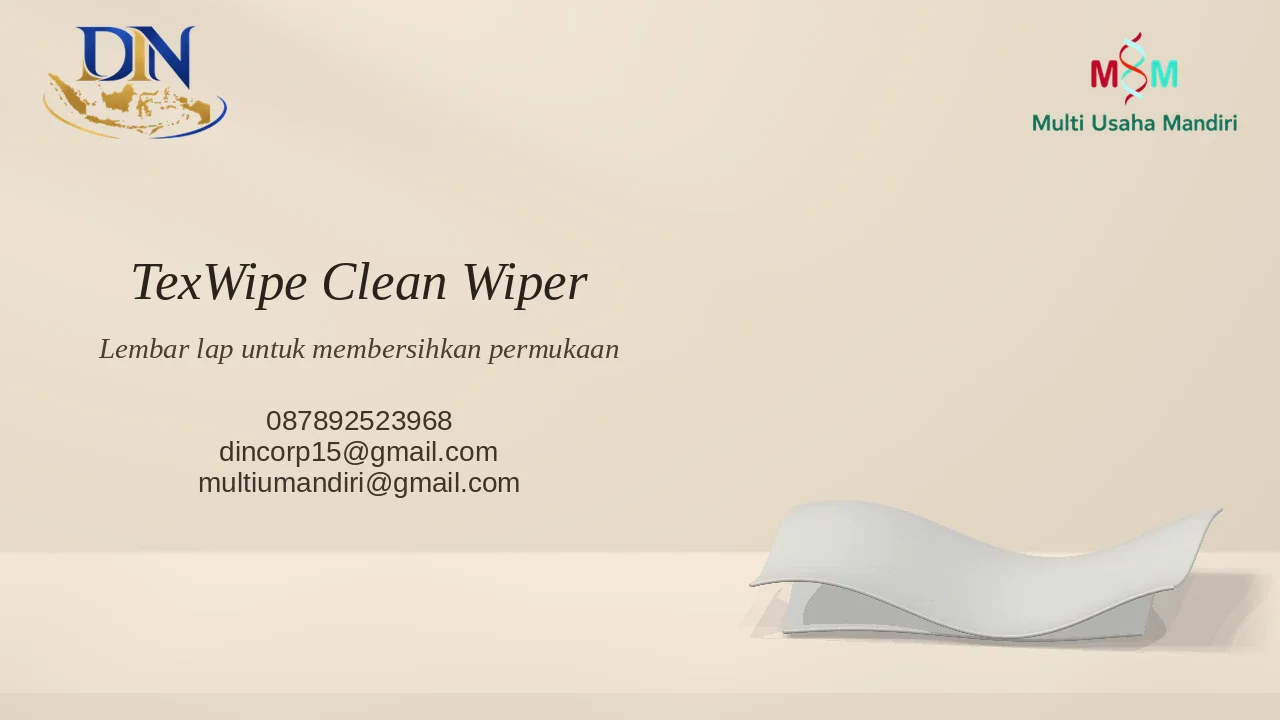 DIN
MSM
Multi Usaha Mandiri
TexWipe Clean Wiper
Lembar lap untuk membersihkan permukaan
087892523968
dincorp15@gmail.com
multiumandiri@gmail.com